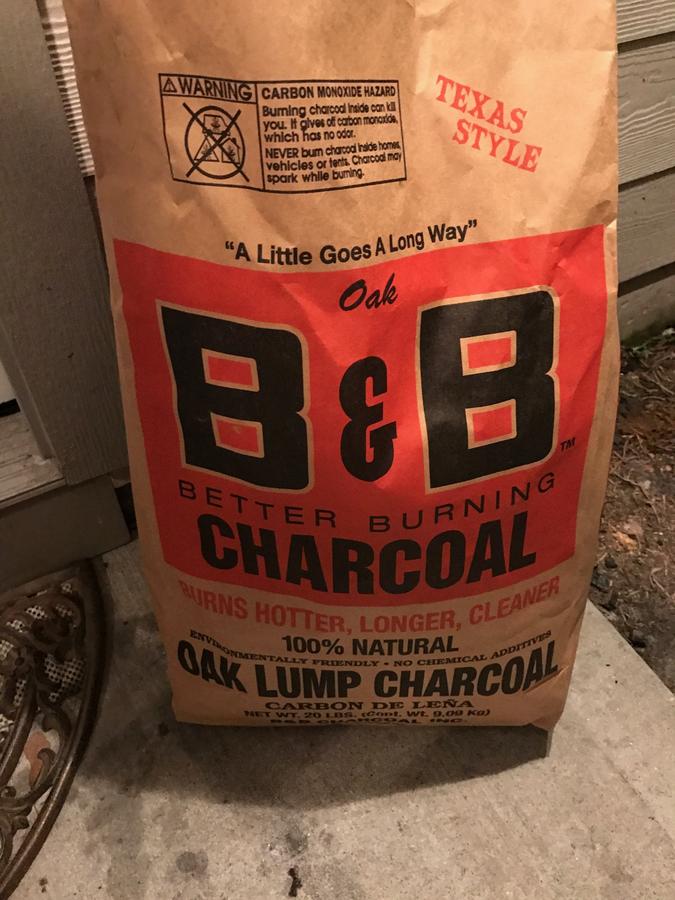 WARNING
CARBON MONOXIDE HAZARD
Burning charcoal inside can kill
you. It gives off carbon monoxide,
which has no odor.
NEVER burn charcoal inside homes,
vehicles or tents. Charcoal may
spark while burning.
TEXAS
STYLE
"A Little Goes A Long Way"
Oak
B & B
TM
BETTER BURNING
CHARCOAL
BURNS HOTTER, LONGER, CLEANER
100% NATURAL
ENVIRONMENTALLY FRIENDLY • NO CHEMICAL ADDITIVES
OAK LUMP CHARCOAL
CARBON DE LEÑA
NET WT. 20 LBS. (Cont. Wt. 9,09 Kg)
B&B CHARCOAL INC.